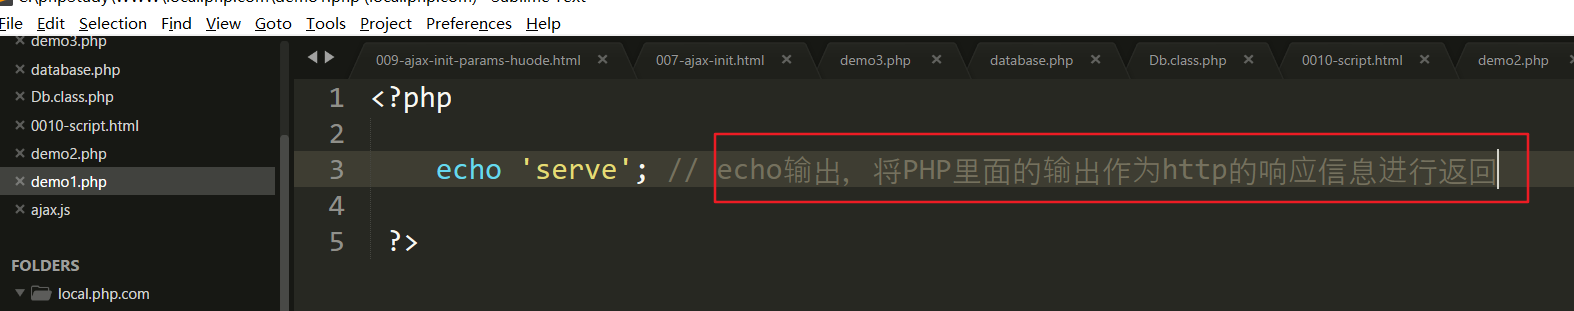 File Edit Selection Find View Goto Tools Project Preferences Help
demo3.php
database.php
Db.class.php
0010-script.html
demo2.php
demo1.php
ajax.js
FOLDERS
local.php.com
009-ajax-init-params-huode.html 007-ajax-init.html demo3.php database.php Db.class.php 0010-script.html demo2.php
1 <?php
2
3 echo 'serve'; // echo输出，将PHP里面的输出作为http的响应信息进行返回
4
5 ?>